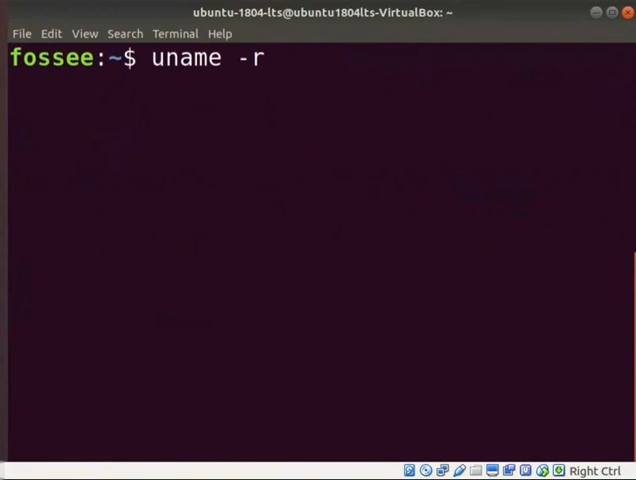 ubuntu-1804-lts@ubuntu1804lts-VirtualBox: ~
File Edit View Search Terminal Help
fossee:~$ uname -r
Right Ctrl